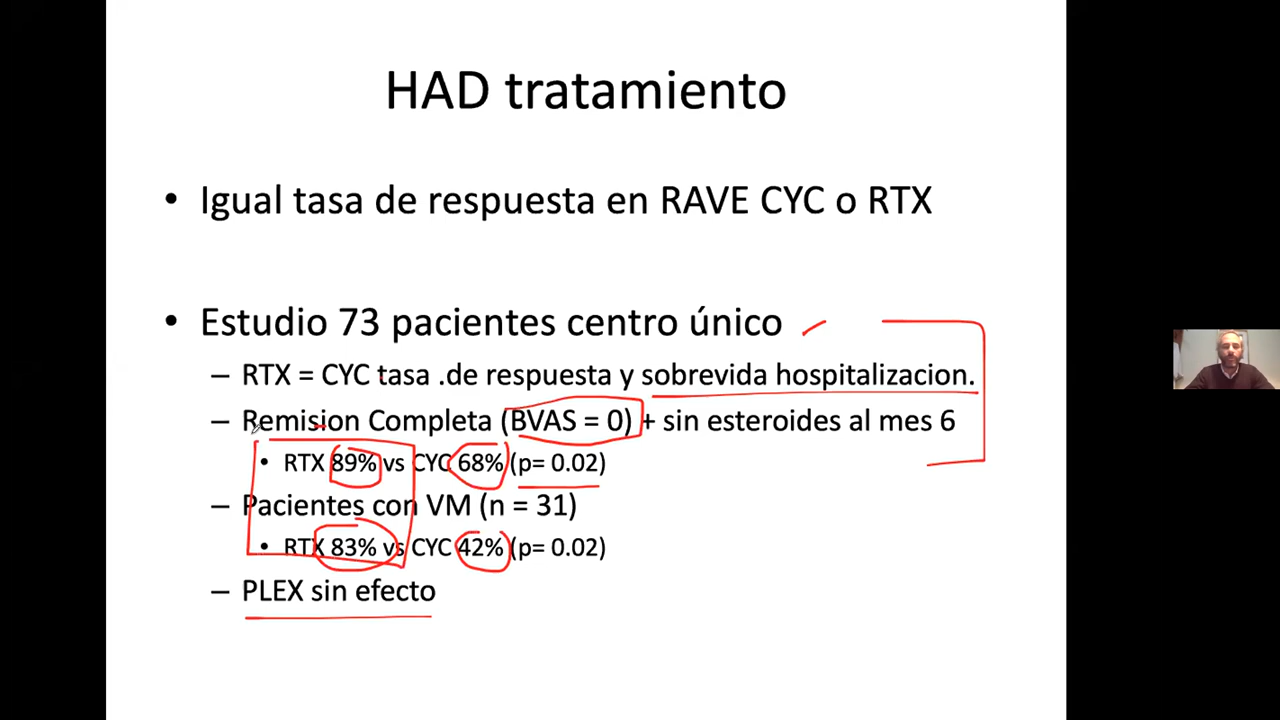 HAD tratamiento
• Igual tasa de respuesta en RAVE CYC o RTX
• Estudio 73 pacientes centro único
– RTX = CYC tasa .de respuesta y sobrevida hospitalizacion.
– Remision Completa (BVAS = 0) + sin esteroides al mes 6
• RTX 89% vs CYC 68% (p= 0.02)
– Pacientes con VM (n = 31)
• RTX 83% vs CYC 42% (p= 0.02)
– PLEX sin efecto